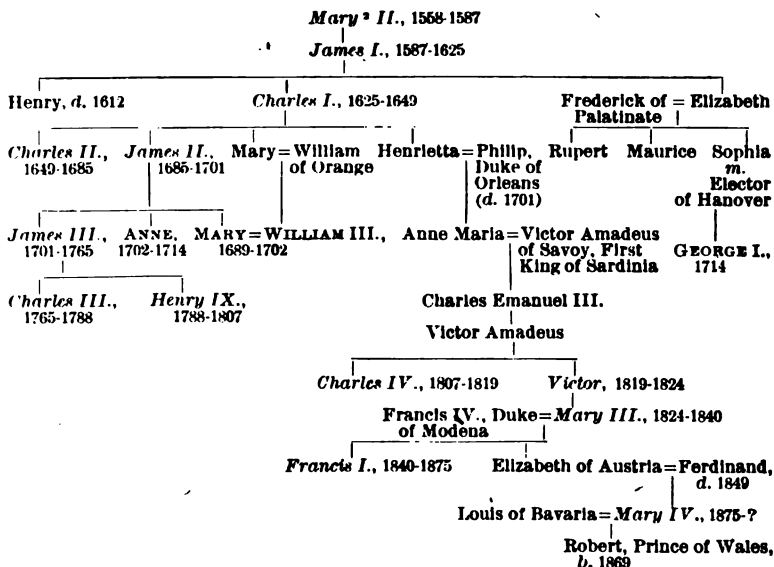 Mary² II., 1558-1587
James I., 1587-1625
Henry, d. 1612
Charles I., 1625-1649
Frederick of = Elizabeth
Palatinate
Charles II.,
1649-1685
James II.,
1685-1701
Mary = William
of Orange
Henrietta = Philip,
Duke of
Orleans
(d. 1701)
Rupert
Maurice
Sophia
m.
Elector
of Hanover
James III.,
1701-1765
ANNE,
1702-1714
MARY = WILLIAM III.,
1689-1702
Anne Maria = Victor Amadeus
of Savoy, First
King of Sardinia
GEORGE I.,
1714
Charles III.,
1765-1788
Henry IX.,
1788-1807
Charles Emanuel III.
Victor Amadeus
Charles IV., 1807-1819
Victor, 1819-1824
Francis IV., Duke = Mary III., 1824-1840
of Modena
Francis I., 1840-1875
Elizabeth of Austria = Ferdinand,
d. 1849
Louis of Bavaria = Mary IV., 1875-?
Robert, Prince of Wales,
b. 1869